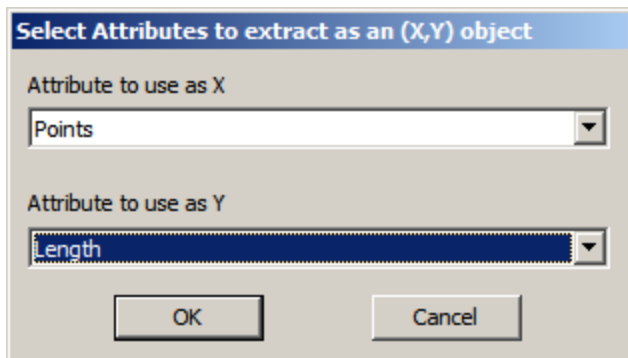 Select Attributes to extract as an (X,Y) object
Attribute to use as X
Points
Attribute to use as Y
Length
OK Cancel